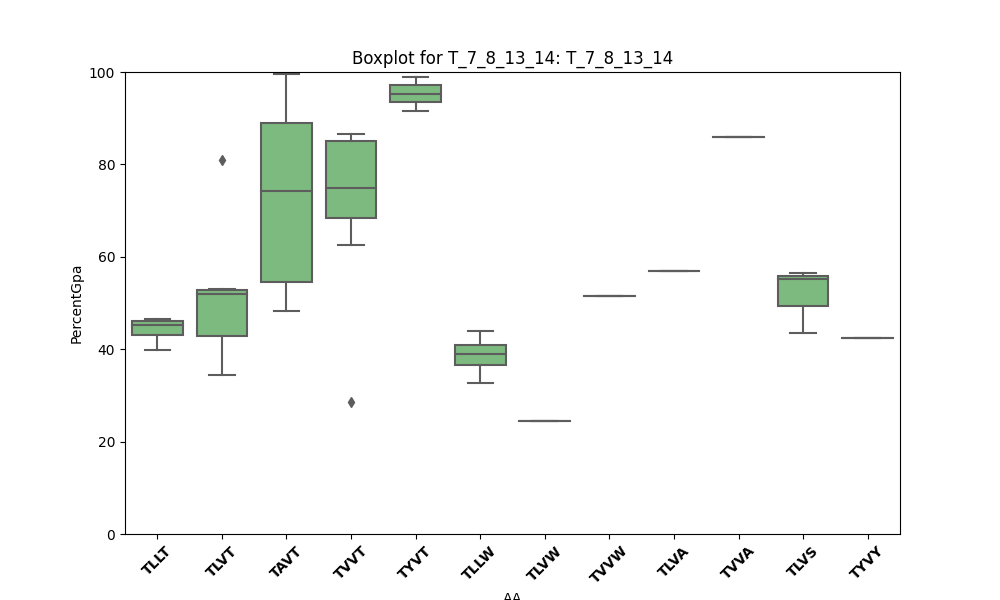 Boxplot for T_7_8_13_14: T_7_8_13_14
100
80
60
40
20
0
PercentGpa
TLLT
TLVT
TAVT
TVVT
TYVT
TLLW
TLVW
TVVW
TLVA
TVVA
TLVS
TYVY
AA